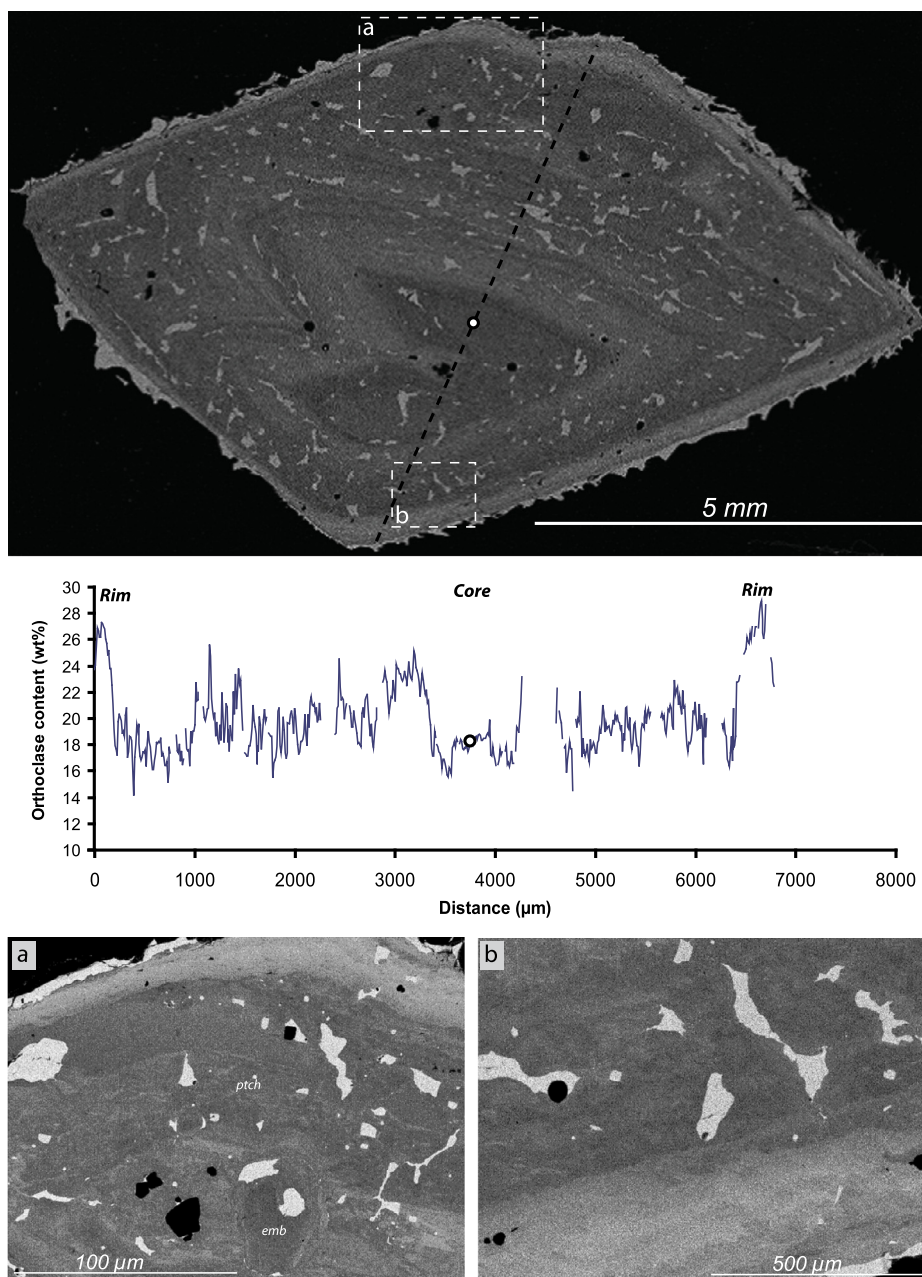 a
b
5 mm
Rim
Core
Rim
Orthoclase content (wt%)
30
28
26
24
22
20
18
16
14
12
10
0
1000
2000
3000
4000
5000
6000
7000
8000
Distance (µm)
a
ptch
emb
100 µm
b
500 µm